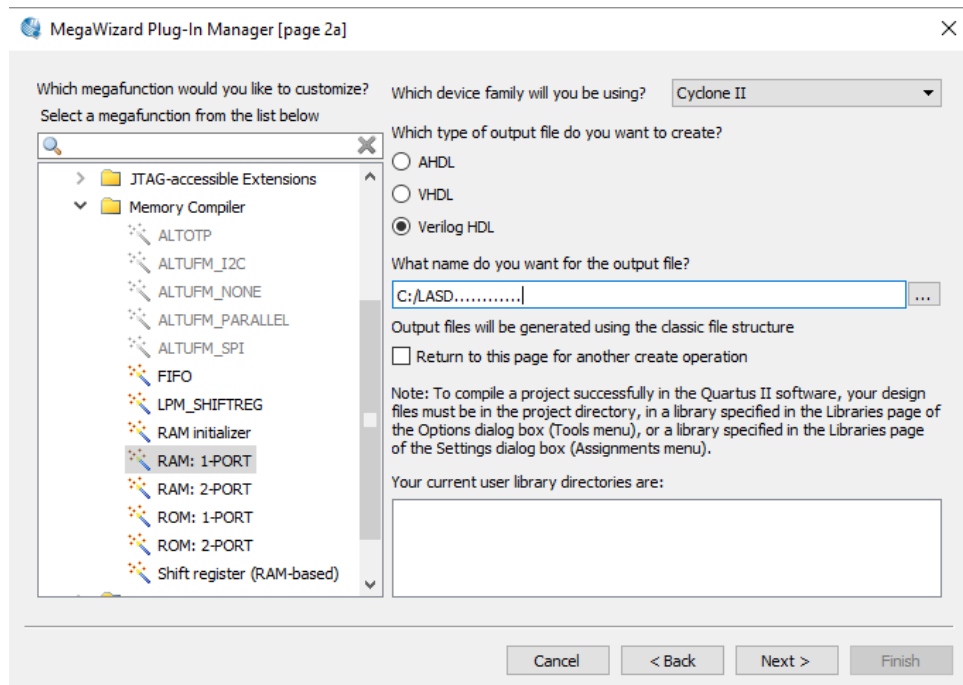 MegaWizard Plug-In Manager [page 2a]
Which megafunction would you like to customize?
Select a megafunction from the list below
JTAG-accessible Extensions
Memory Compiler
ALTOTP
ALTUFM_I2C
ALTUFM_NONE
ALTUFM_PARALLEL
ALTUFM_SPI
FIFO
LPM_SHIFTREG
RAM initializer
RAM: 1-PORT
RAM: 2-PORT
ROM: 1-PORT
ROM: 2-PORT
Shift register (RAM-based)
Which device family will you be using?
Cyclone II
Which type of output file do you want to create?
AHDL
VHDL
Verilog HDL
What name do you want for the output file?
C:/LASD............
...
Output files will be generated using the classic file structure
Return to this page for another create operation
Note: To compile a project successfully in the Quartus II software, your design
files must be in the project directory, in a library specified in the Libraries page of
the Options dialog box (Tools menu), or a library specified in the Libraries page
of the Settings dialog box (Assignments menu).
Your current user library directories are:
Cancel
< Back
Next >
Finish